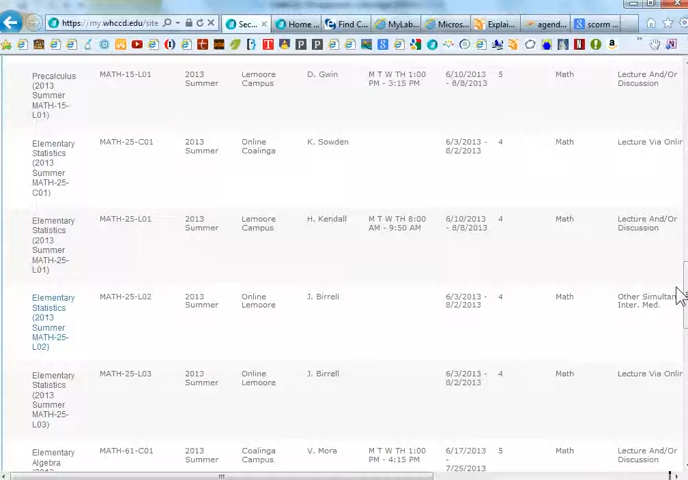 https://my.whccd.edu/site
Sec...
Home ...
Find C...
MyLab...
Micros...
Explai...
agend...
scorm ...
Precalculus (2013 Summer MATH-15-L01) MATH-15-L01 2013 Summer Lemoore Campus D. Gwin M T W TH 1:00 PM - 3:15 PM 6/10/2013 - 8/8/2013 5 Math Lecture And/Or Discussion
Elementary Statistics (2013 Summer MATH-25-C01) MATH-25-C01 2013 Summer Online Coalinga K. Sowden 6/3/2013 - 8/2/2013 4 Math Lecture Via Onlin
Elementary Statistics (2013 Summer MATH-25-L01) MATH-25-L01 2013 Summer Lemoore Campus H. Kendall M T W TH 8:00 AM - 9:50 AM 6/10/2013 - 8/8/2013 4 Math Lecture And/Or Discussion
Elementary Statistics (2013 Summer MATH-25-L02) MATH-25-L02 2013 Summer Online Lemoore J. Birrell 6/3/2013 - 8/2/2013 4 Math Other Simultan Inter. Med.
Elementary Statistics (2013 Summer MATH-25-L03) MATH-25-L03 2013 Summer Online Lemoore J. Birrell 6/3/2013 - 8/2/2013 4 Math Lecture Via Onlin
Elementary Algebra MATH-61-C01 2013 Summer Coalinga Campus V. Mora M T W TH 1:00 PM - 4:15 PM 6/17/2013 - 7/25/2013 5 Math Lecture And/Or Discussion